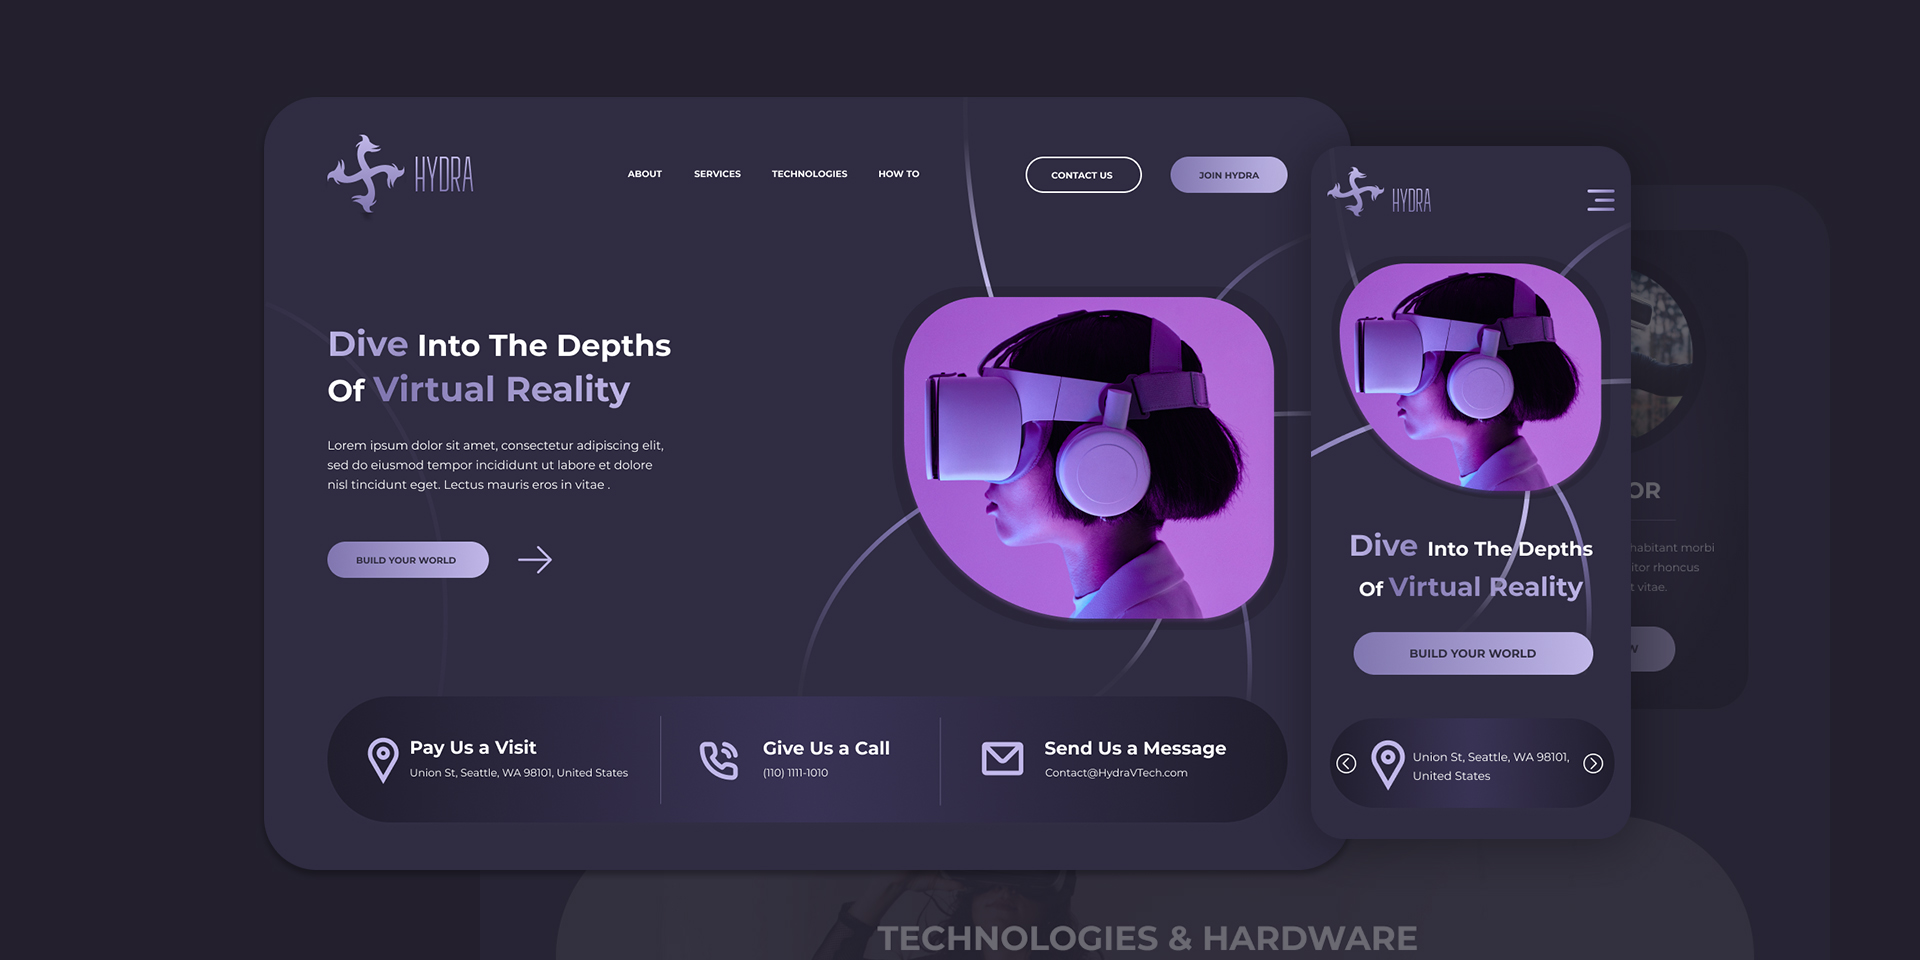 HYDRA
ABOUT
SERVICES
TECHNOLOGIES
HOW TO
CONTACT US
JOIN HYDRA
Dive Into The Depths
Of Virtual Reality
Lorem ipsum dolor sit amet, consectetur adipiscing elit,
sed do eiusmod tempor incididunt ut labore et dolore
nisl tincidunt eget. Lectus mauris eros in vitae .
BUILD YOUR WORLD
Pay Us a Visit
Union St, Seattle, WA 98101, United States
Give Us a Call
(110) 1111-1010
Send Us a Message
Contact@HydraVTech.com
HYDRA
Dive Into The Depths
Of Virtual Reality
BUILD YOUR WORLD
Union St, Seattle, WA 98101,
United States
OR
habitant morbi
itor rhoncus
t vitae.
W
TECHNOLOGIES & HARDWARE